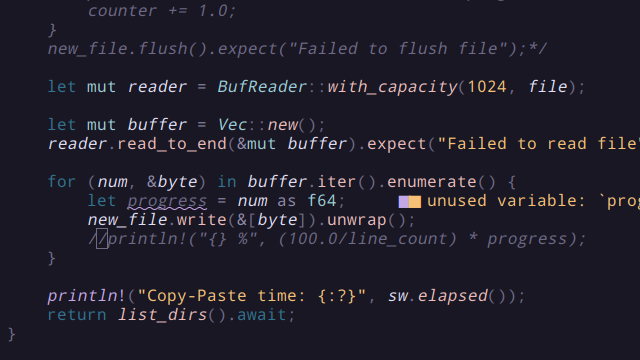 counter += 1.0;
}
new_file.flush().expect("Failed to flush file");*/
let mut reader = BufReader::with_capacity(1024, file);
let mut buffer = Vec::new();
reader.read_to_end(&mut buffer).expect("Failed to read file"
for (num, &byte) in buffer.iter().enumerate() {
let progress = num as f64; unused variable: `prog
new_file.write(&[byte]).unwrap();
//println!("{} %", (100.0/line_count) * progress);
}
println!("Copy-Paste time: {:?}", sw.elapsed());
return list_dirs().await;
}